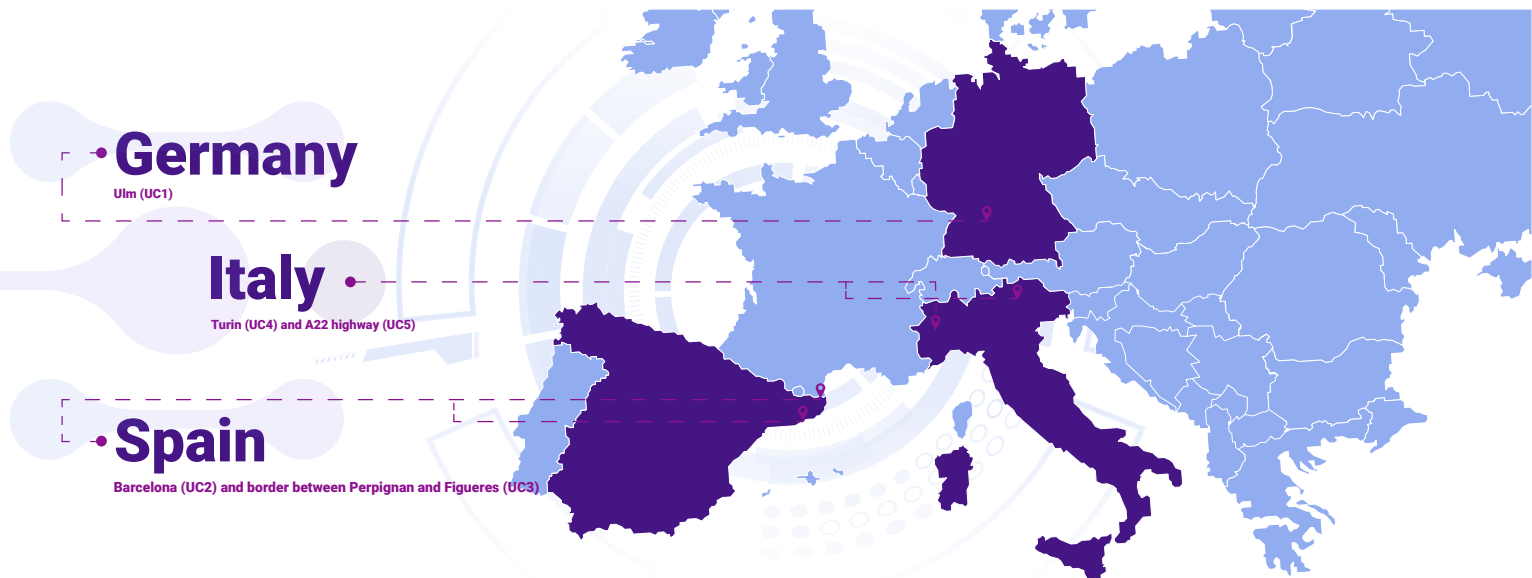 Germany
Ulm (UC1)
Italy
Turin (UC4) and A22 highway (UC5)
Spain
Barcelona (UC2) and border between Perpignan and Figueres (UC3)